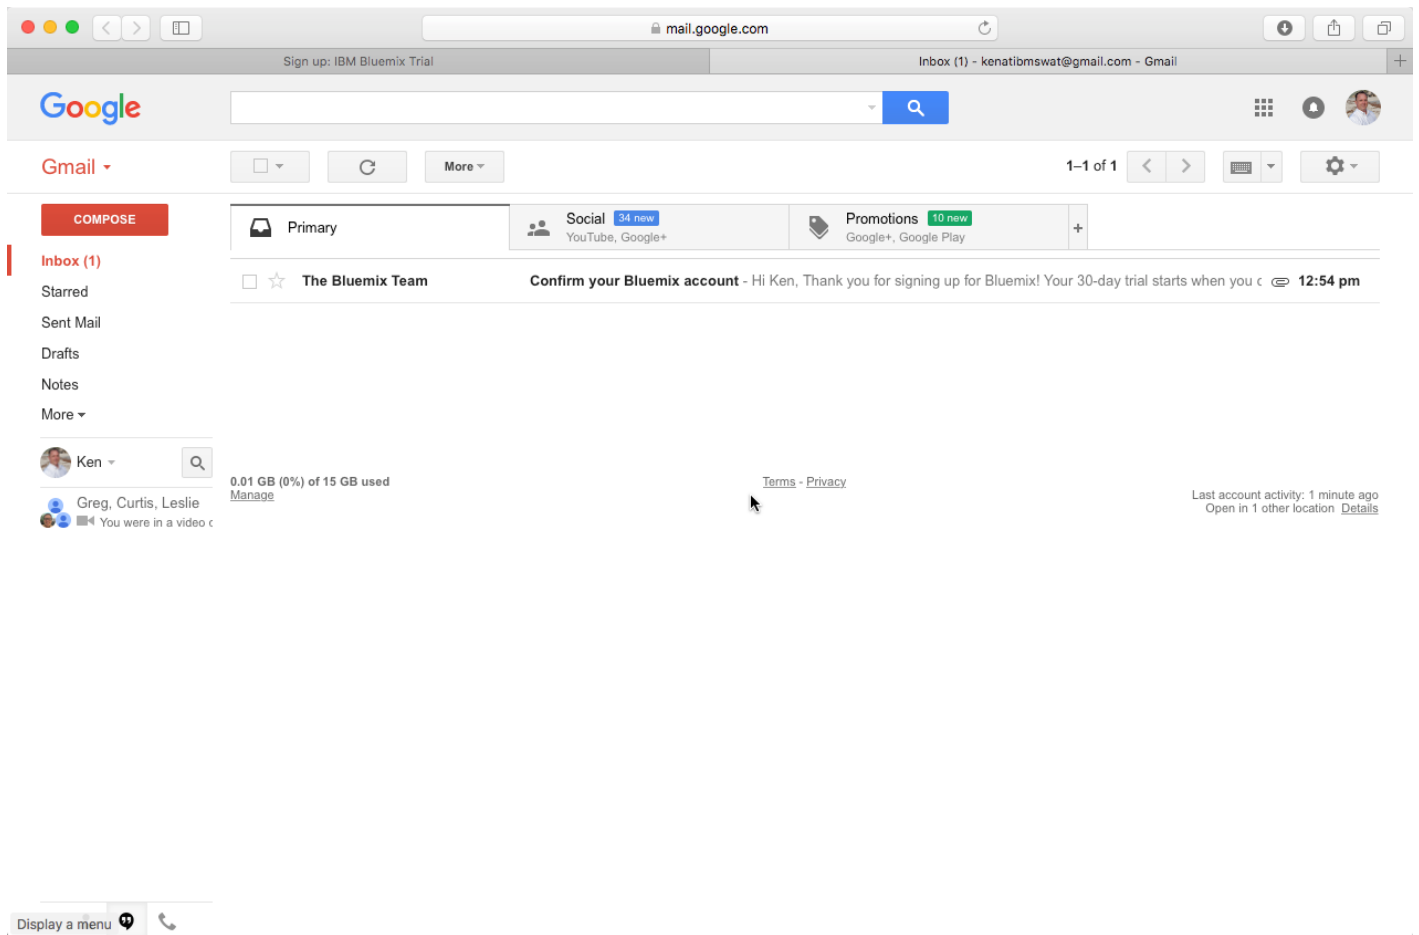 mail.google.com
Sign up: IBM Bluemix Trial
Inbox (1) - kenatibmswat@gmail.com - Gmail
Google
Gmail
More
1–1 of 1
COMPOSE
Primary
Social 34 new
YouTube, Google+
Promotions 10 new
Google+, Google Play
Inbox (1)
The Bluemix Team Confirm your Bluemix account - Hi Ken, Thank you for signing up for Bluemix! Your 30-day trial starts when you c 12:54 pm
Starred
Sent Mail
Drafts
Notes
More
Ken
0.01 GB (0%) of 15 GB used
Manage
Terms - Privacy
Last account activity: 1 minute ago
Open in 1 other location Details
Greg, Curtis, Leslie
You were in a video c
Display a menu